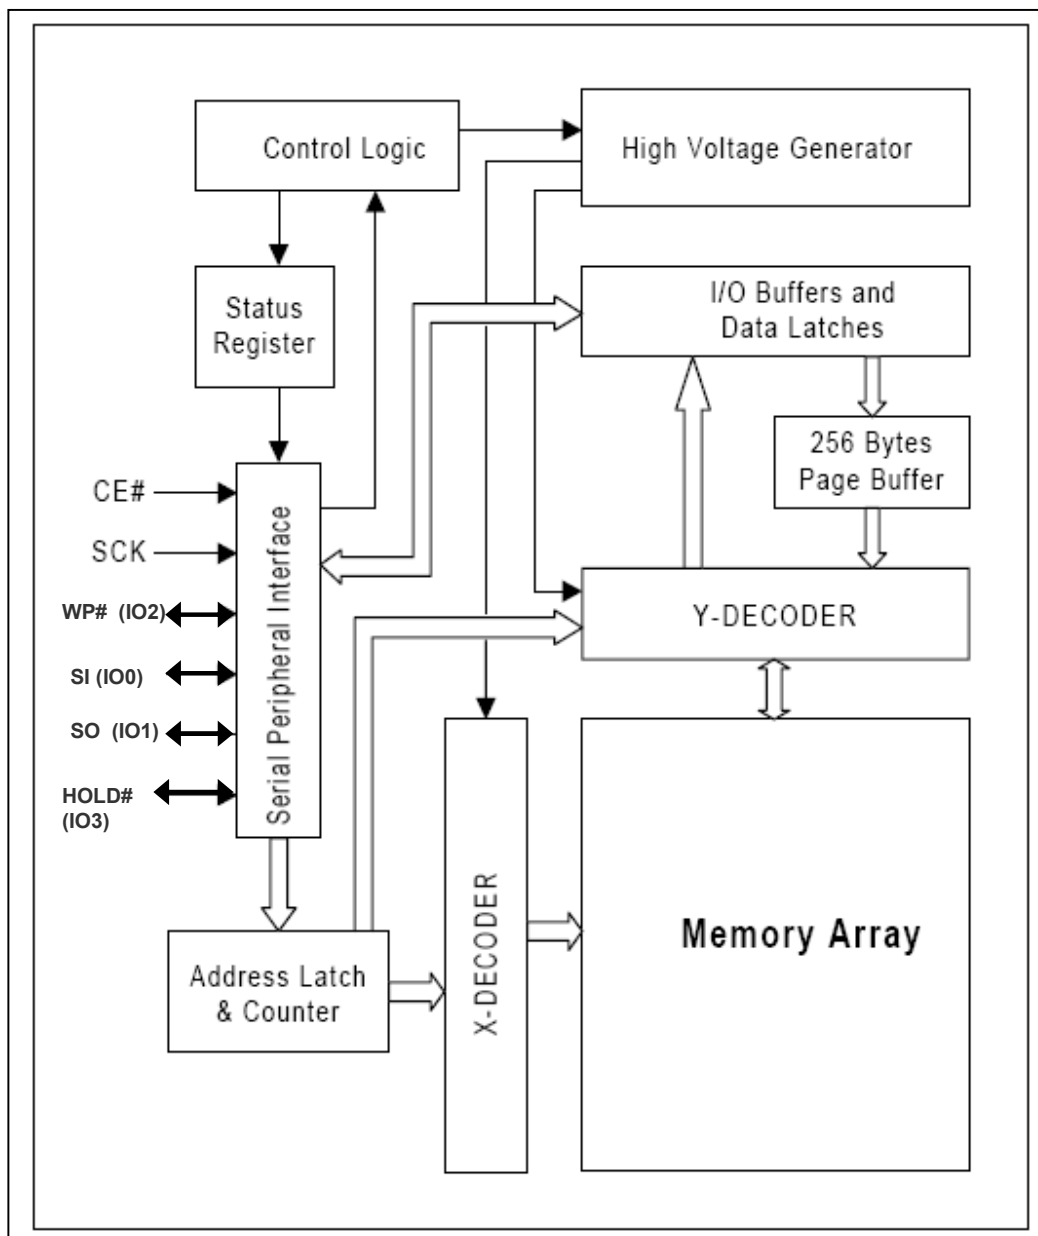 Control Logic
High Voltage Generator
Status
Register
I/O Buffers and
Data Latches
256 Bytes
Page Buffer
CE#
SCK
WP# (IO2)
SI (IO0)
SO (IO1)
HOLD#
(IO3)
Serial Peripheral Interface
Y-DECODER
X-DECODER
Memory Array
Address Latch
& Counter